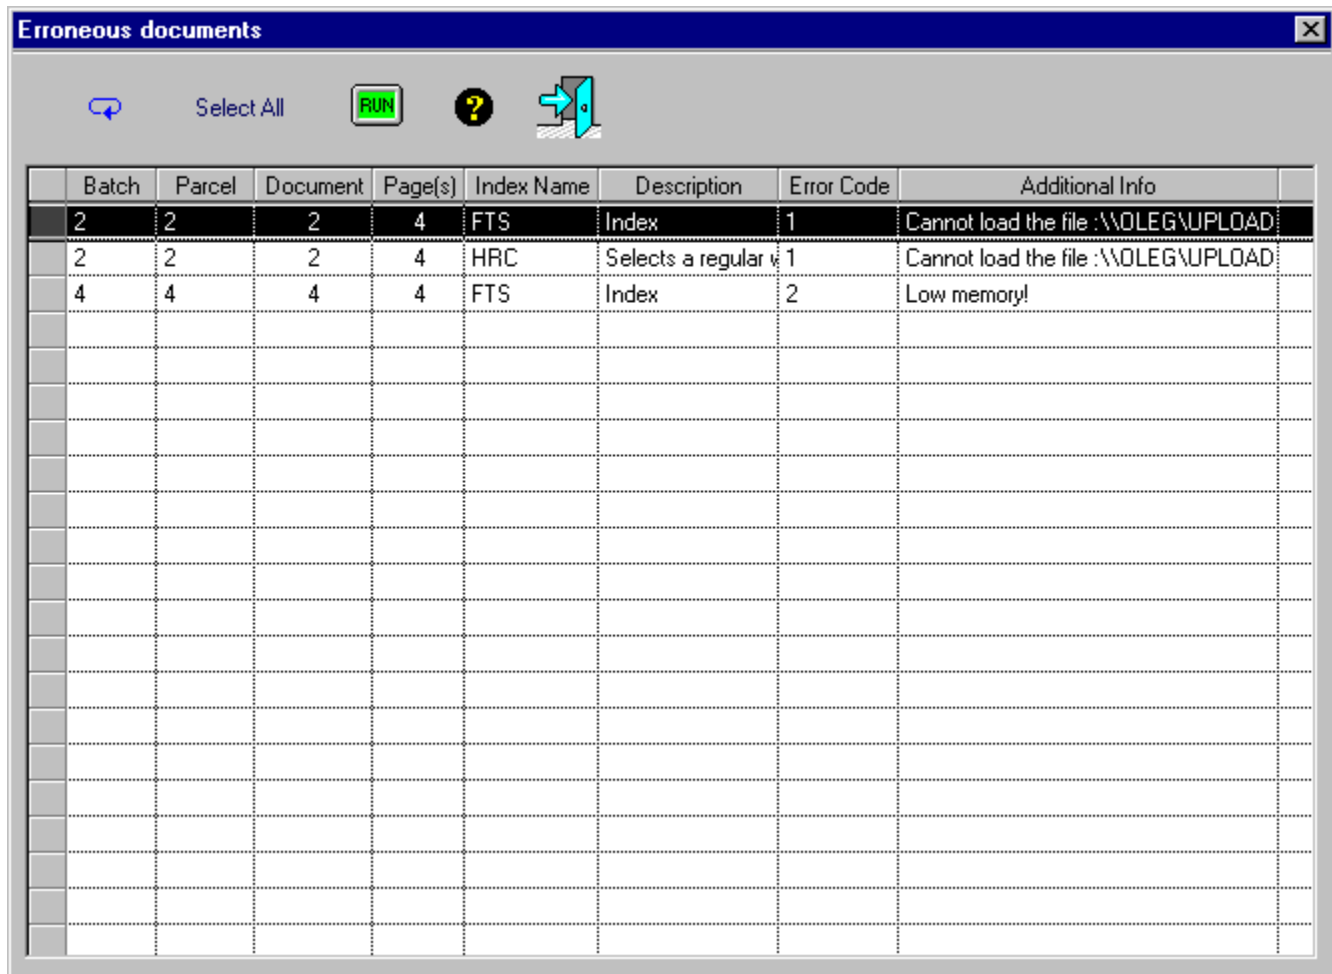 Erroneous documents
Select All RUN ?
Batch Parcel Document Page(s) Index Name Description Error Code Additional Info
2 2 2 4 FTS Index 1 Cannot load the file :\\OLEG\UPLOAD
2 2 2 4 HRC Selects a regular 1 Cannot load the file :\\OLEG\UPLOAD
4 4 4 4 FTS Index 2 Low memory!